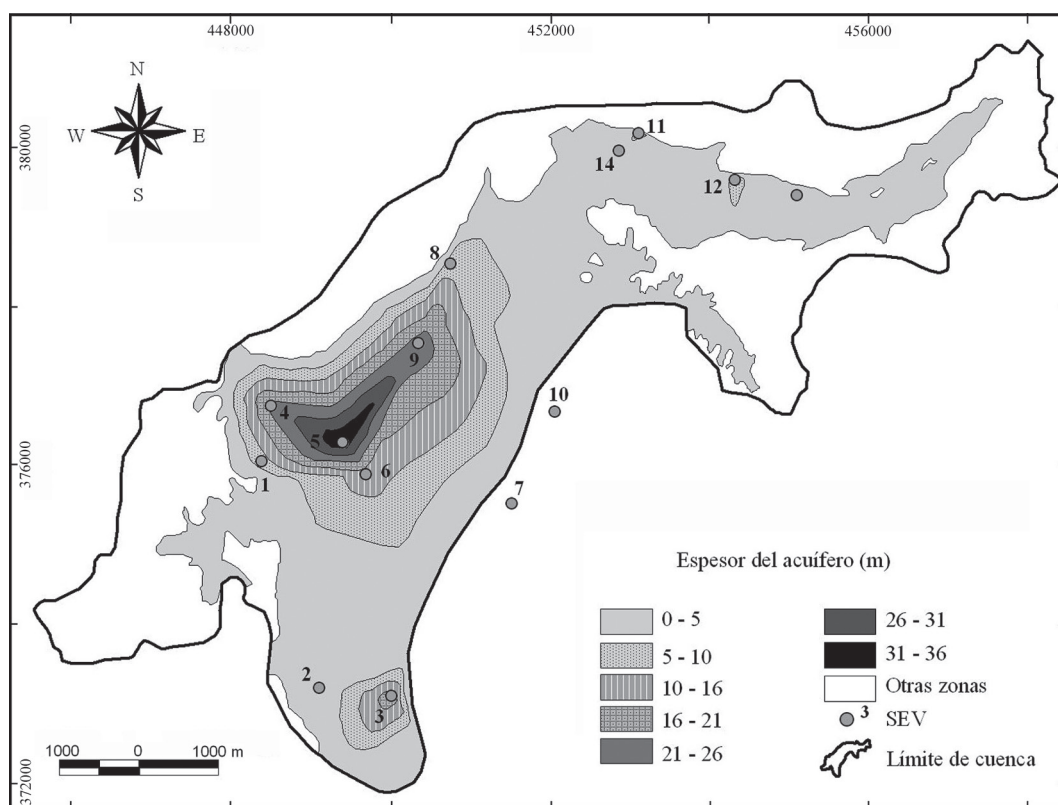 448000 452000 456000
N
W E
S
380000
376000
372000
11
14
12
8
9
4
5
6
1
10
7
2
3
Espesor del acuífero (m)
0 - 5
5 - 10
10 - 16
16 - 21
21 - 26
26 - 31
31 - 36
Otras zonas
3 SEV
Límite de cuenca
1000 0 1000 m